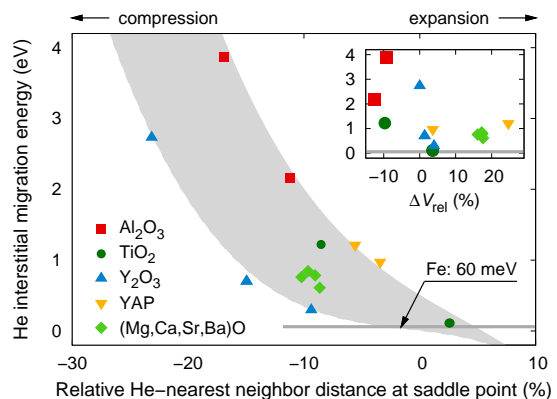 compression
expansion
He interstitial migration energy (eV)
4
3
2
1
0
−30
−20
−10
0
10
Relative He−nearest neighbor distance at saddle point (%)
Al₂O₃
TiO₂
Y₂O₃
YAP
(Mg,Ca,Sr,Ba)O
Fe: 60 meV
4
3
2
1
0
−10
0
10
20
ΔV_rel (%)